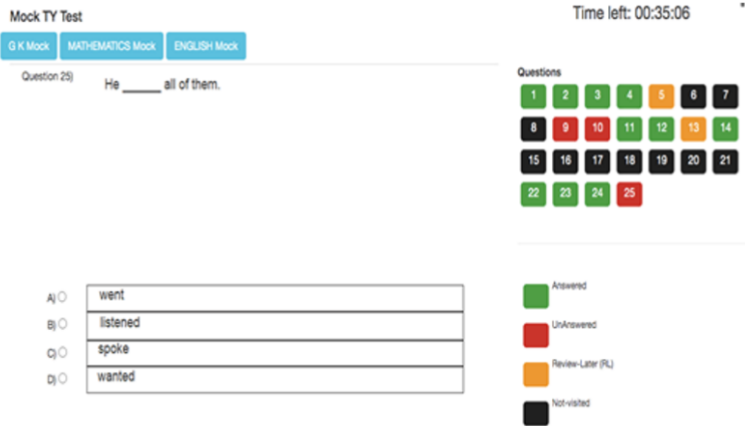 Mock TY Test
Time left: 00:35:06
G K Mock MATHEMATICS Mock ENGLISH Mock
Question 25) He ______ all of them.
Questions
1 2 3 4 5 6 7
8 9 10 11 12 13 14
15 16 17 18 19 20 21
22 23 24 25
A) went
B) listened
C) spoke
D) wanted
Answered
UnAnswered
Review-Later (RL)
Not-visited